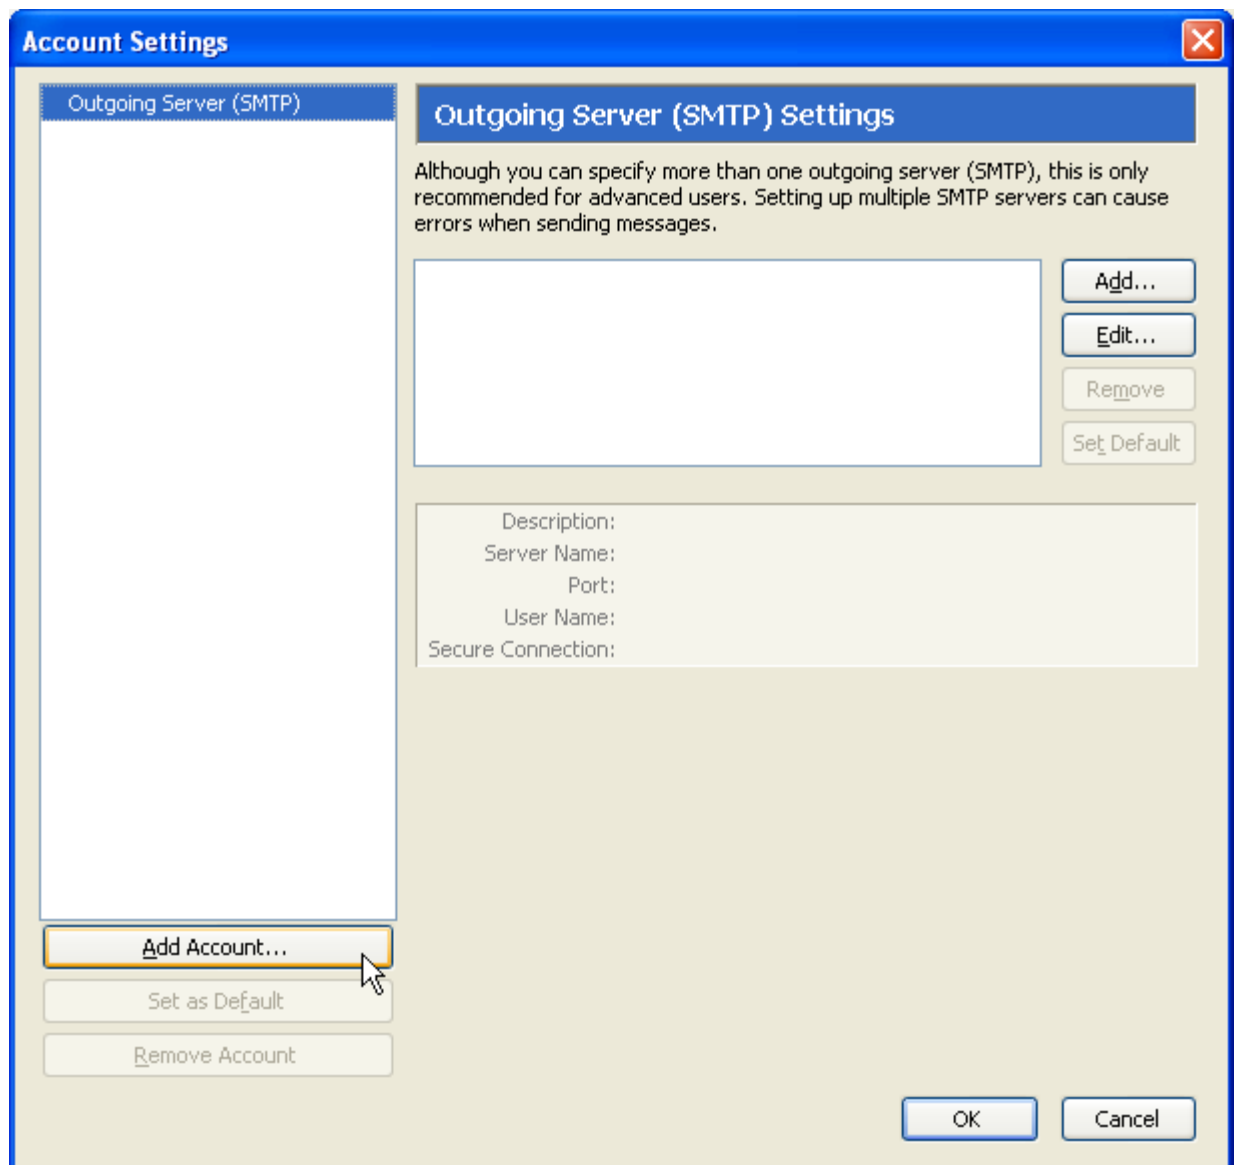 Account Settings
Outgoing Server (SMTP)
Outgoing Server (SMTP) Settings
Although you can specify more than one outgoing server (SMTP), this is only
recommended for advanced users. Setting up multiple SMTP servers can cause
errors when sending messages.
Add...
Edit...
Remove
Set Default
Description:
Server Name:
Port:
User Name:
Secure Connection:
Add Account...
Set as Default
Remove Account
OK
Cancel